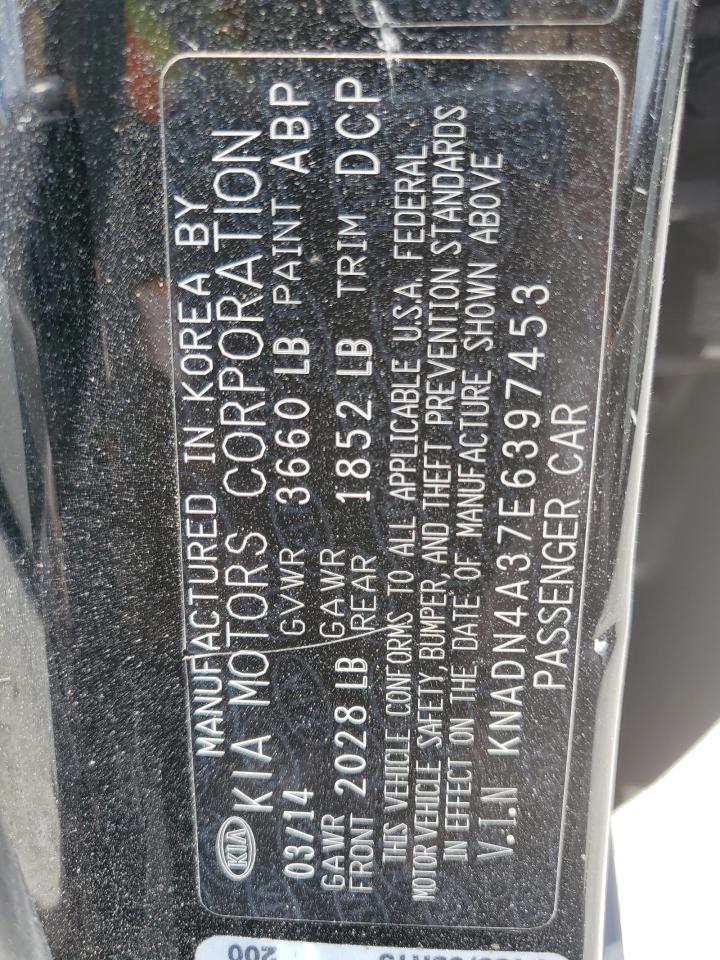 MANUFACTURED IN KOREA BY
KIA KIA MOTORS CORPORATION
03/14 GVWR 3660 LB PAINT ABP
GAWR FRONT 2028 LB GAWR REAR 1852 LB TRIM DCP
THIS VEHICLE CONFORMS TO ALL APPLICABLE U.S.A. FEDERAL
MOTOR VEHICLE SAFETY, BUMPER, AND THEFT PREVENTION STANDARDS
IN EFFECT ON THE DATE OF MANUFACTURE SHOWN ABOVE
V.I.N KNADN4A37E6397453
PASSENGER CAR
200